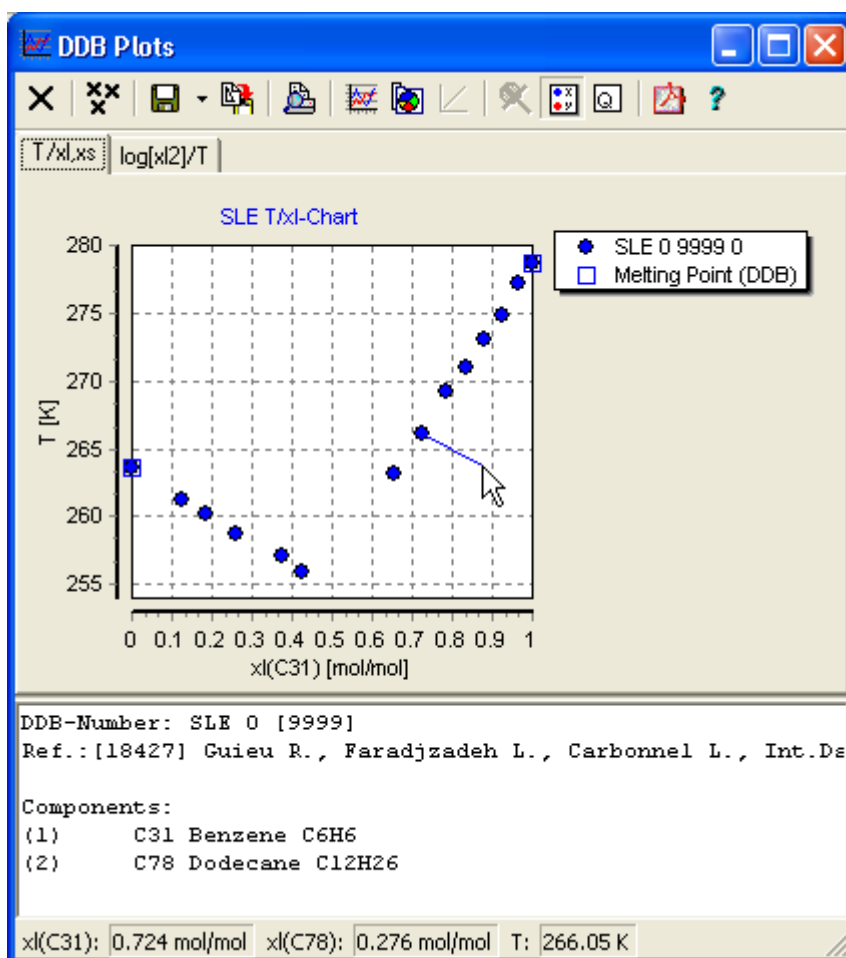 DDB Plots
T/xl,xs log[xl2]/T
SLE T/xl-Chart
SLE 0 9999 0
Melting Point (DDB)
280
275
270
265
260
255
T [K]
0 0.1 0.2 0.3 0.4 0.5 0.6 0.7 0.8 0.9 1
xl(C31) [mol/mol]
DDB-Number: SLE 0 [9999]
Ref.:[18427] Guieu R., Faradjzadeh L., Carbonnel L., Int.Da
Components:
(1) C31 Benzene C6H6
(2) C78 Dodecane C12H26
xl(C31): 0.724 mol/mol xl(C78): 0.276 mol/mol T: 266.05 K